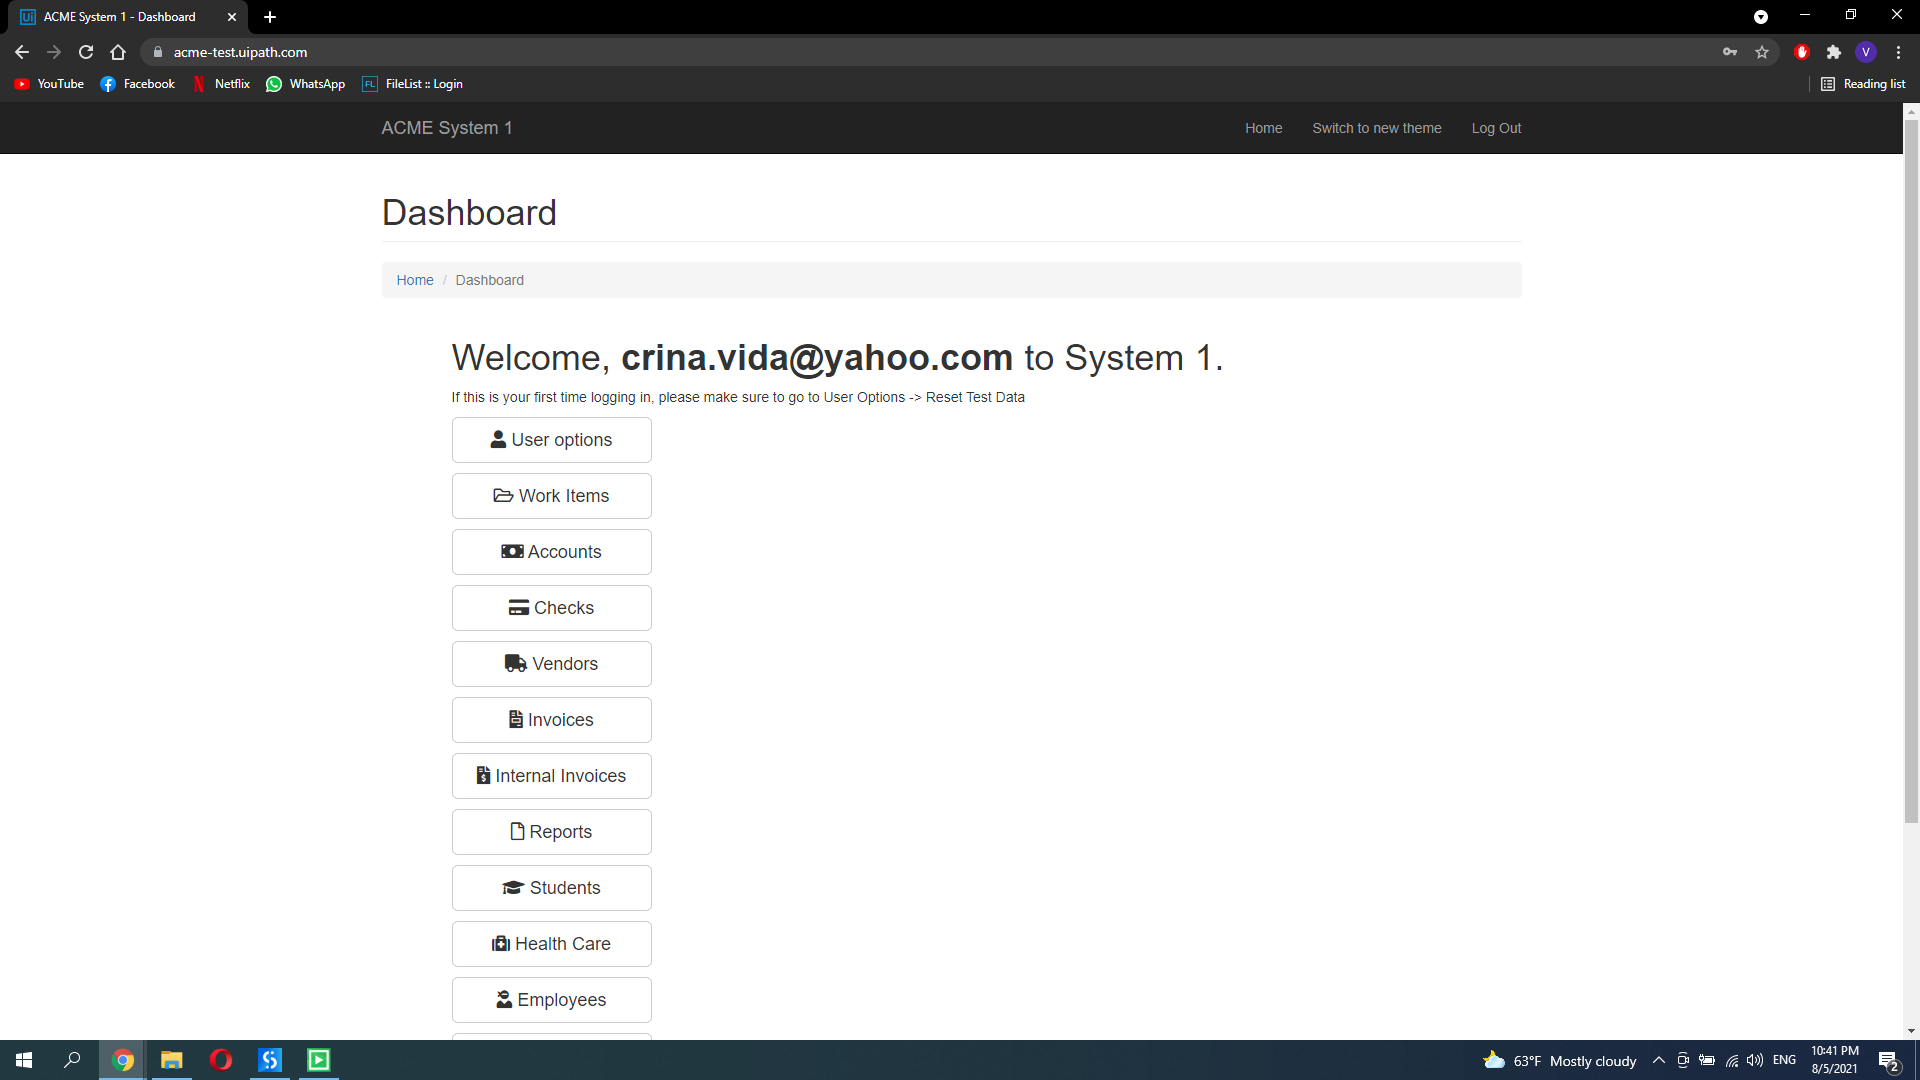 ACME System 1 - Dashboard
acme-test.uipath.com
V
YouTube
Facebook
Netflix
WhatsApp
FL
FileList :: Login
Reading list
ACME System 1
Home
Switch to new theme
Log Out
Dashboard
Home / Dashboard
Welcome, crina.vida@yahoo.com to System 1.
If this is your first time logging in, please make sure to go to User Options -> Reset Test Data
User options
Work Items
Accounts
Checks
Vendors
Invoices
Internal Invoices
Reports
Students
Health Care
Employees
63°F Mostly cloudy
ENG
10:41 PM
8/5/2021
2